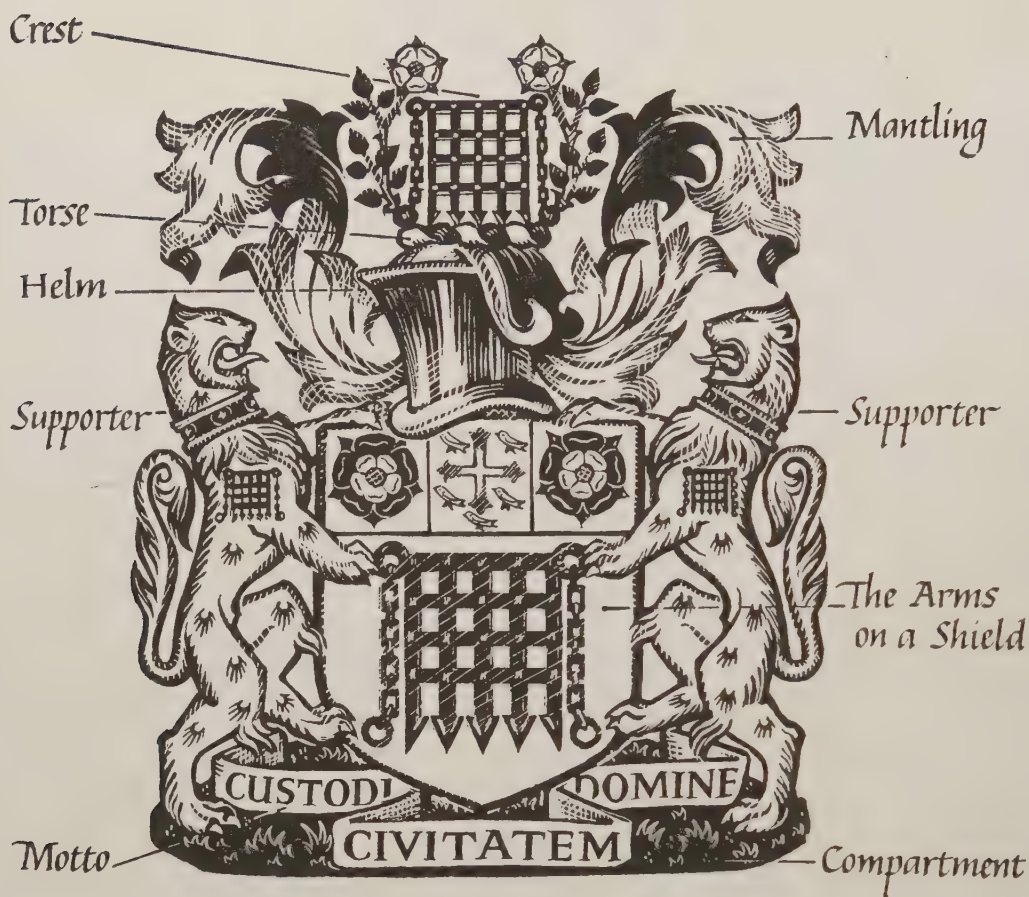 Crest
Mantling
Torse
Helm
Supporter
Supporter
The Arms
on a Shield
CUSTODI DOMINE
CIVITATEM
Motto
Compartment